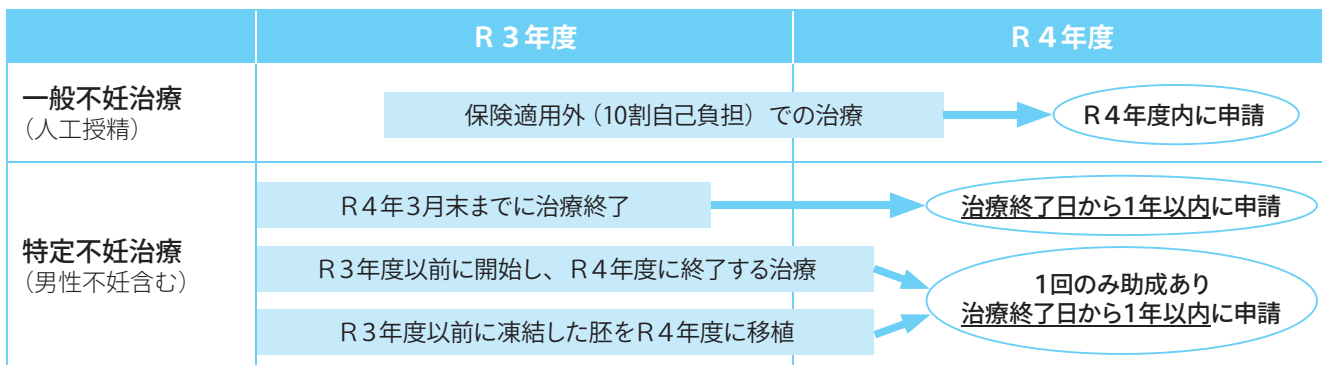 R3年度
R4年度
一般不妊治療
（人工授精）
保険適用外（10割自己負担）での治療
R4年度内に申請
特定不妊治療
（男性不妊含む）
R4年3月末までに治療終了
治療終了日から1年以内に申請
R3年度以前に開始し、R4年度に終了する治療
R3年度以前に凍結した胚をR4年度に移植
1回のみ助成あり
治療終了日から1年以内に申請